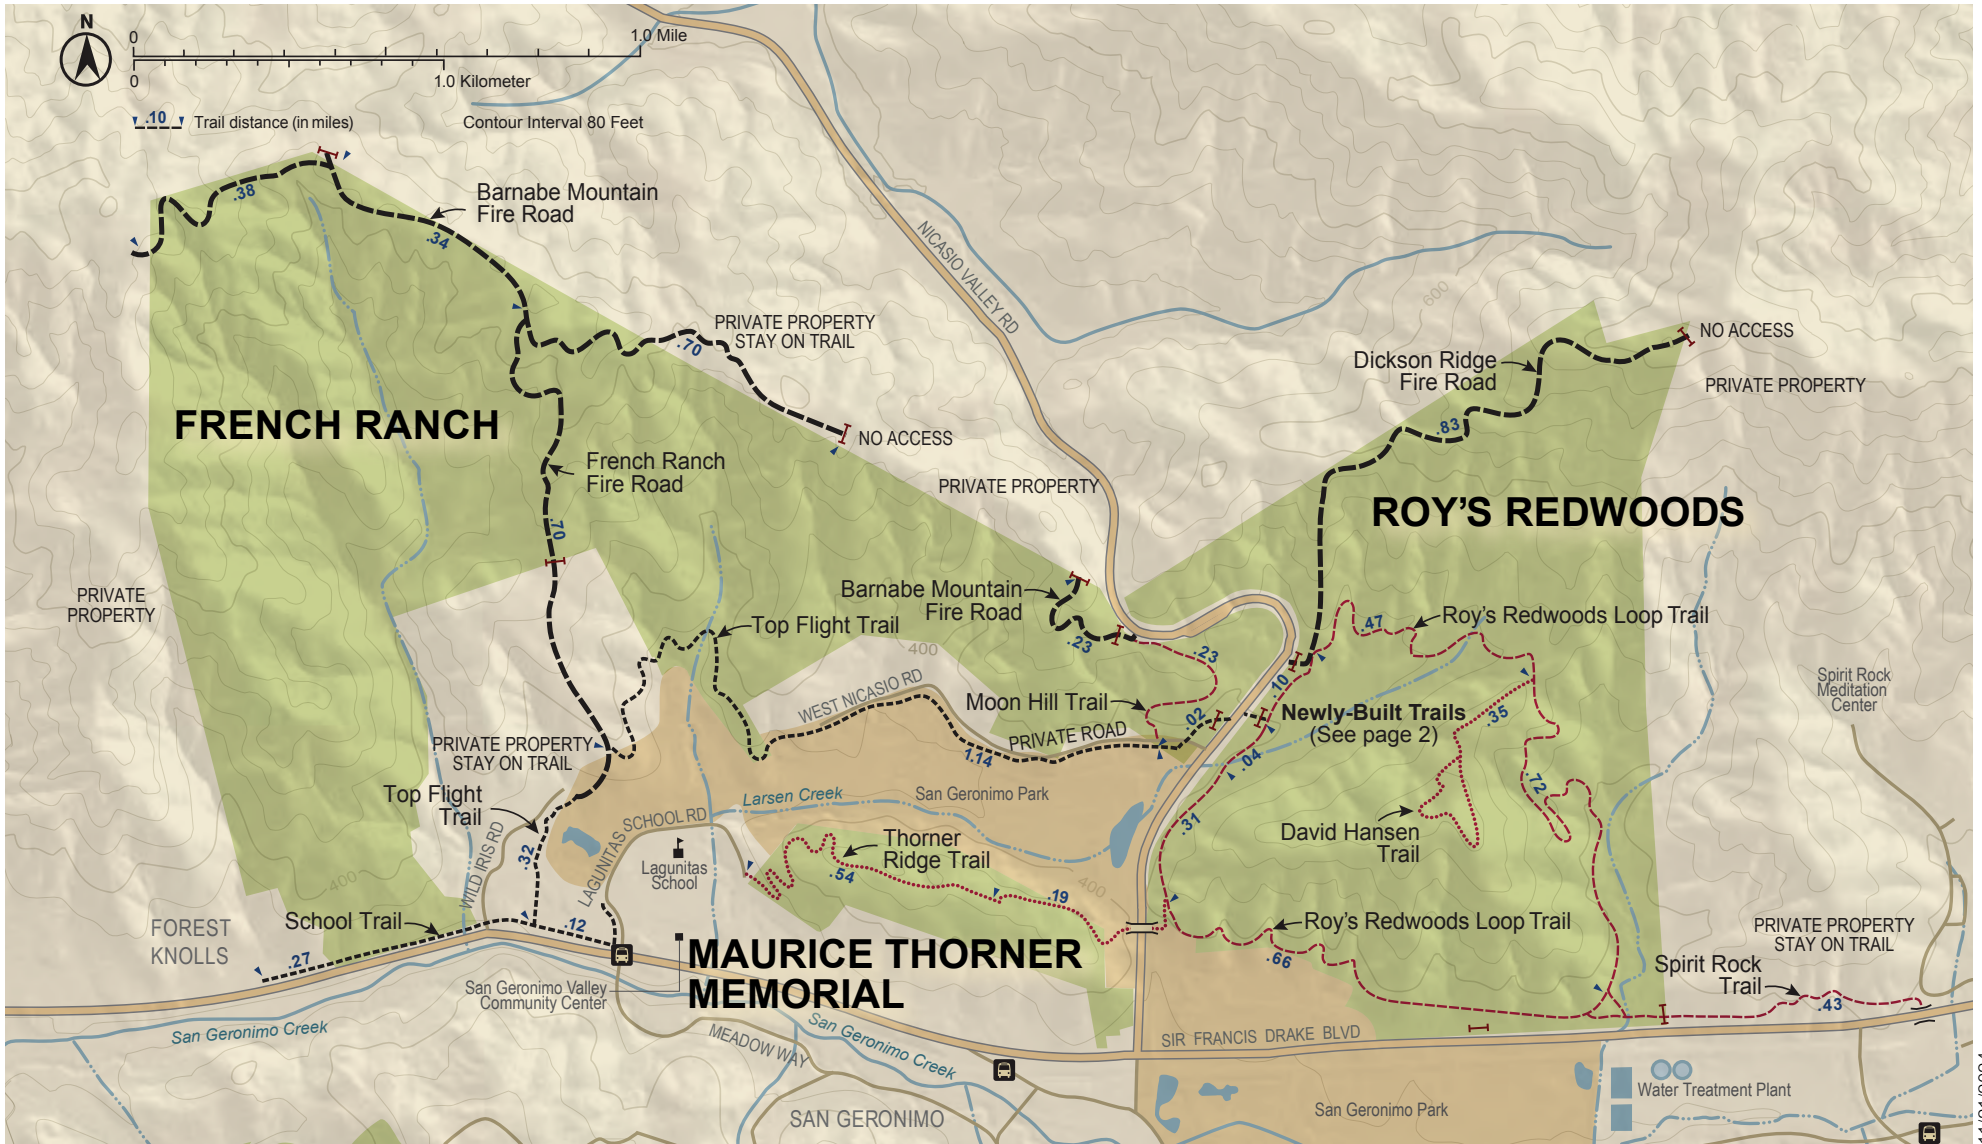 N
0
1.0 Mile
0
1.0 Kilometer
.10
Trail distance (in miles)
Contour Interval 80 Feet
.38
Barnabe Mountain
Fire Road
.34
NICASIO VALLEY RD
600
PRIVATE PROPERTY
STAY ON TRAIL
.70
NO ACCESS
Dickson Ridge
Fire Road
PRIVATE PROPERTY
.83
FRENCH RANCH
NO ACCESS
French Ranch
Fire Road
PRIVATE PROPERTY
ROY'S REDWOODS
.70
PRIVATE
PROPERTY
Barnabe Mountain
Fire Road
Top Flight Trail
400
.23
.23
.47
Roy's Redwoods Loop Trail
WEST NICASIO RD
Moon Hill Trail
.10
.02
PRIVATE ROAD
Newly-Built Trails
(See page 2)
.35
Spirit Rock
Meditation
Center
PRIVATE PROPERTY
STAY ON TRAIL
1.14
.04
.72
Top Flight
Trail
Larsen Creek
San Geronimo Park
LAGUNITAS SCHOOL RD
.31
David Hansen
Trail
WILD IRIS RD
.32
Lagunitas
School
Thorner
Ridge Trail
.54
.19
400
400
School Trail
.12
FOREST
KNOLLS
.27
Roy's Redwoods Loop Trail
.66
PRIVATE PROPERTY
STAY ON TRAIL
MAURICE THORNER
MEMORIAL
San Geronimo Valley
Community Center
Spirit Rock
Trail
.43
San Geronimo Creek
MEADOW WAY
San Geronimo Creek
SIR FRANCIS DRAKE BLVD
SAN GERONIMO
San Geronimo Park
Water Treatment Plant